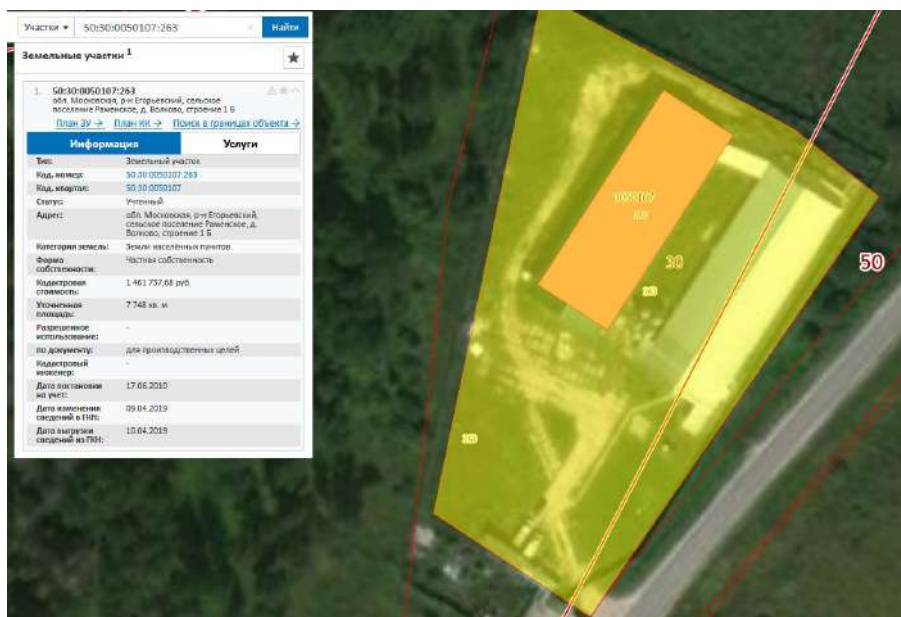 Участки
50:30:0050107:263
×
Найти
Земельные участки 1
1. 50:30:0050107:263
обл. Московская, р-н Егорьевский, сельское
поселение Раменское, д. Волково, строение 1 Б
План ЗУ → План КК → Поиск в границах объекта →
Информация
Услуги
Тип: Земельный участок
Кад. номер: 50:30:0050107:263
Кад. квартал: 50:30:0050107
Статус: Учтенный
Адрес: обл. Московская, р-н Егорьевский,
сельское поселение Раменское, д.
Волково, строение 1 Б
Категория земель: Земли населённых пунктов
Форма собственности: Частная собственность
Кадастровая стоимость: 1 461 737,68 руб.
Уточненная площадь: 7 748 кв. м
Разрешенное использование: -
по документу: для производственных целей
Кадастровый инженер: -
Дата постановки на учет: 17.06.2010
Дата изменения сведений в ГКН: 09.04.2019
Дата выгрузки сведений из ГКН: 10.04.2019
0050107
30
50